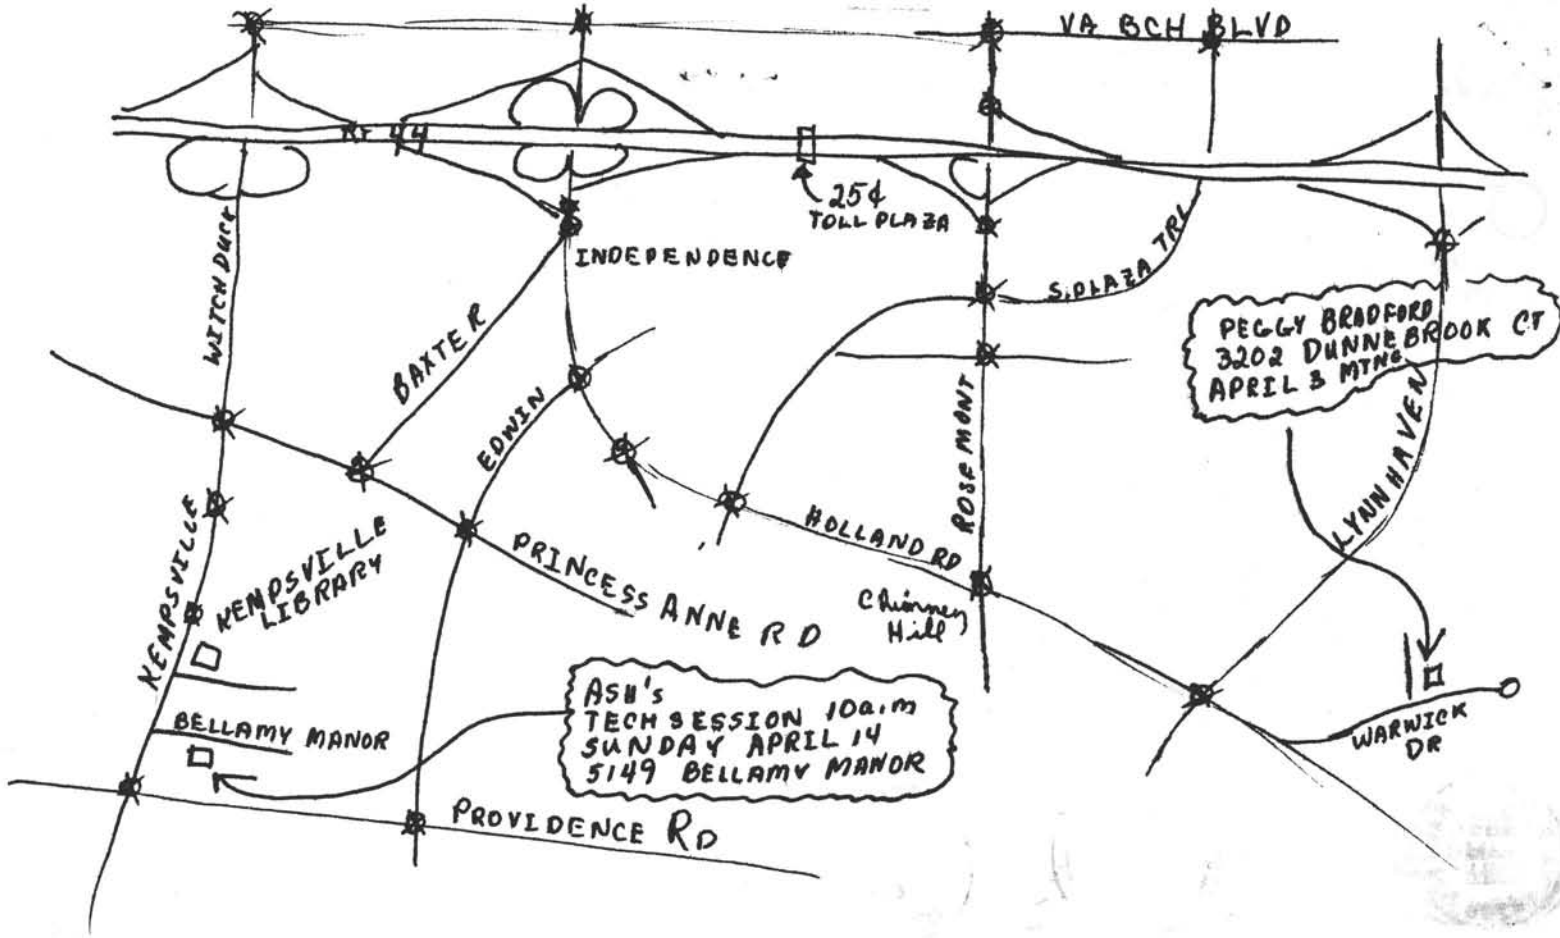 VA BCH BLVD
RT 44
25¢
TOLL PLAZA
WITCHDUCK
INDEPENDENCE
S. PLAZA TRL
PEGGY BRADFORD
3202 DUNNEBROOK CT
APRIL 3 MTNG
BAXTER
EDWIN
ROSEMONT
LYNNHAVEN
HOLLAND RD
KEMPSVILLE
KEMPSVILLE
LIBRARY
PRINCESS ANNE RD
Chimney
Hill
ASH's
TECH SESSION 10a.m
SUNDAY APRIL 14
5149 BELLAMY MANOR
BELLAMY MANOR
WARWICK
DR
PROVIDENCE RD